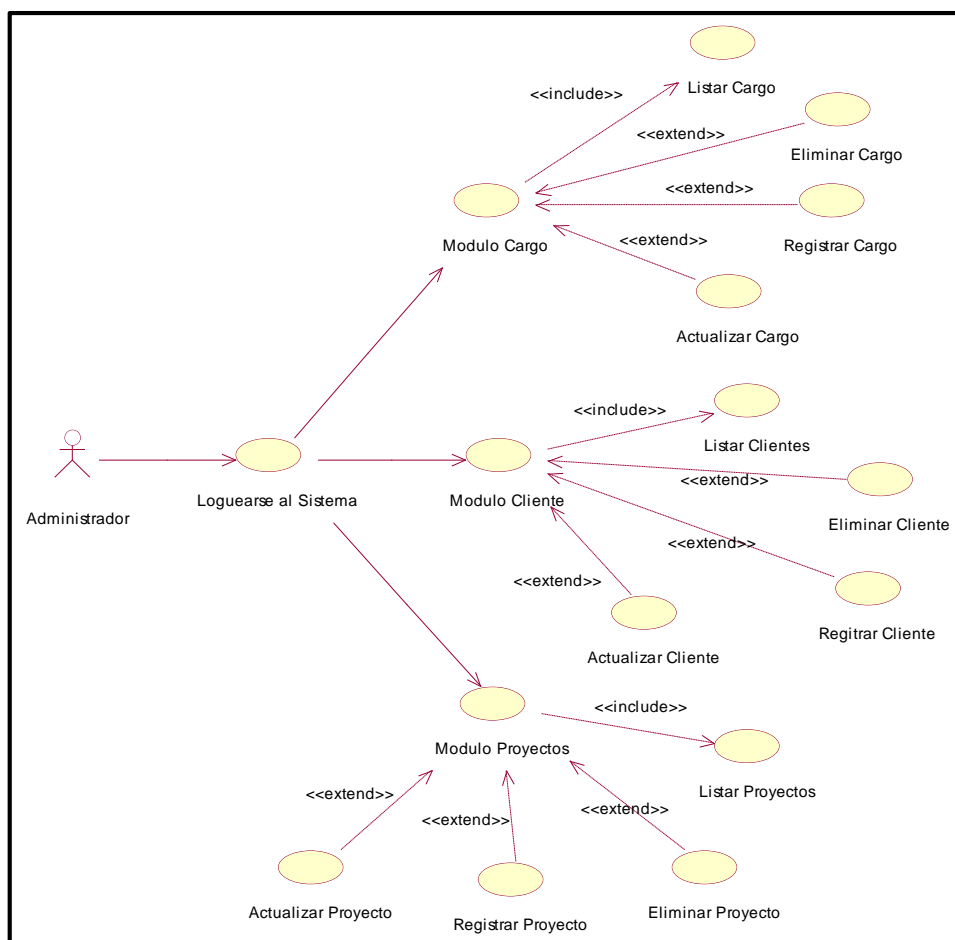 Listar Cargo
<<include>>
<<extend>>
Eliminar Cargo
<<extend>>
Modulo Cargo
Registrar Cargo
<<extend>>
Actualizar Cargo
<<include>>
Listar Clientes
Administrador
Loguearse al Sistema
Modulo Cliente
<<extend>>
Eliminar Cliente
<<extend>>
<<extend>>
Actualizar Cliente
Regitrar Cliente
<<include>>
Modulo Proyectos
Listar Proyectos
<<extend>>
<<extend>>
<<extend>>
Actualizar Proyecto
Registrar Proyecto
Eliminar Proyecto